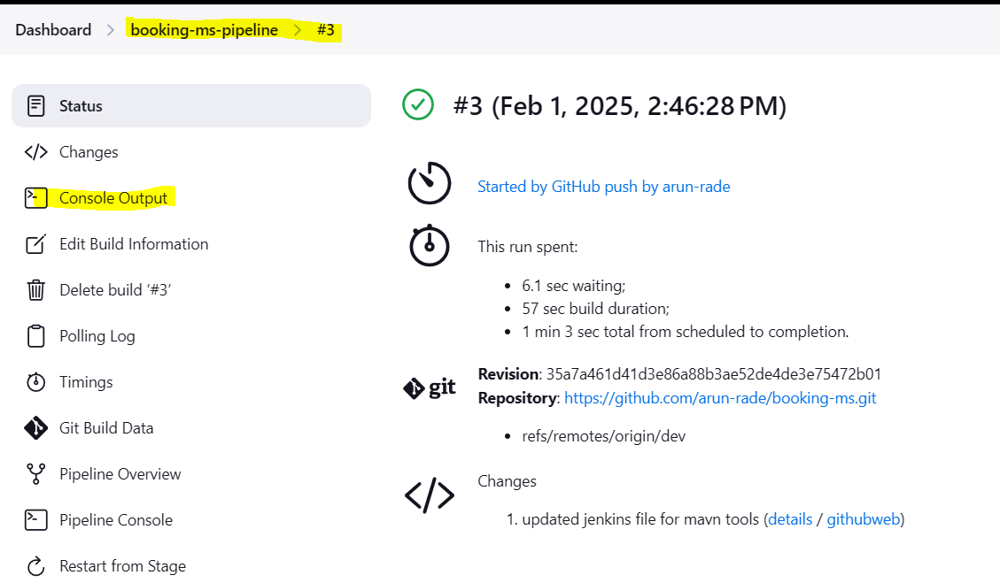 Dashboard > booking-ms-pipeline > #3
Status
Changes
Console Output
Edit Build Information
Delete build ‘#3’
Polling Log
Timings
Git Build Data
Pipeline Overview
Pipeline Console
Restart from Stage
#3 (Feb 1, 2025, 2:46:28 PM)
Started by GitHub push by arun-rade
This run spent:
• 6.1 sec waiting;
• 57 sec build duration;
• 1 min 3 sec total from scheduled to completion.
git
Revision: 35a7a461d41d3e86a88b3ae52de4de3e75472b01
Repository: https://github.com/arun-rade/booking-ms.git
• refs/remotes/origin/dev
Changes
1. updated jenkins file for mavn tools (details / githubweb)